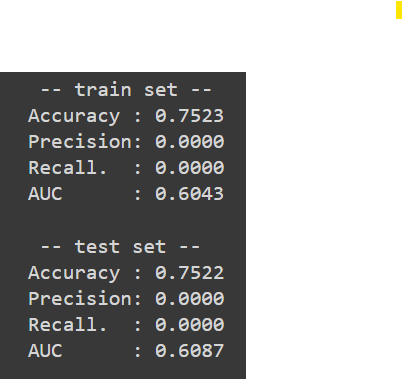 -- train set --
Accuracy : 0.7523
Precision: 0.0000
Recall.  : 0.0000
AUC      : 0.6043
-- test set --
Accuracy : 0.7522
Precision: 0.0000
Recall.  : 0.0000
AUC      : 0.6087